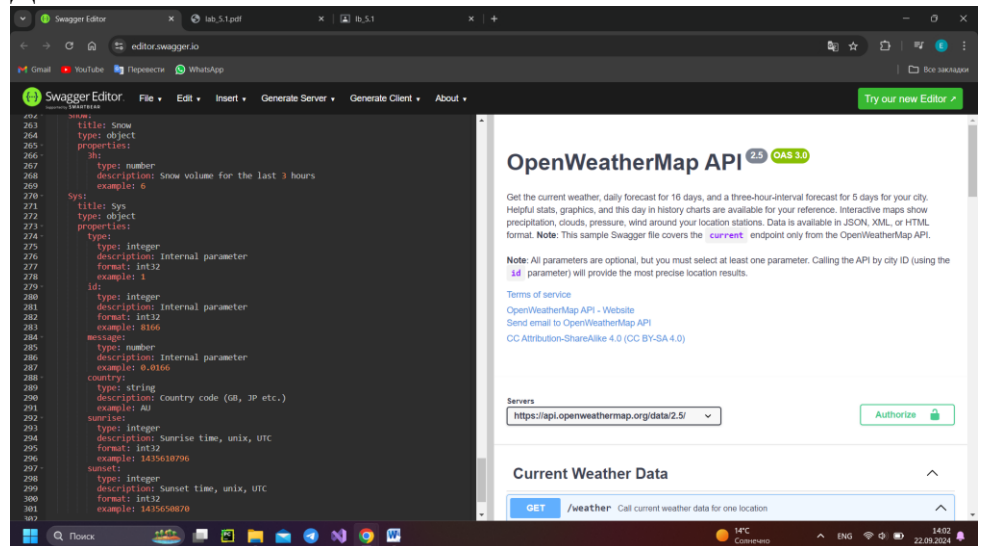 Swagger Editor
lab_5.1.pdf
lb_5.1
editor.swagger.io
Gmail YouTube Перевести WhatsApp
Все закладки
Swagger Editor
Supported by SMARTBEAR
File Edit Insert Generate Server Generate Client About
Try our new Editor
262 Snow:
263 title: Snow
264 type: object
265 properties:
266 3h:
267 type: number
268 description: Snow volume for the last 3 hours
269 example: 6
270 Sys:
271 title: Sys
272 type: object
273 properties:
274 type:
275 type: integer
276 description: Internal parameter
277 format: int32
278 example: 1
279 id:
280 type: integer
281 description: Internal parameter
282 format: int32
283 example: 8166
284 message:
285 type: number
286 description: Internal parameter
287 example: 0.0166
288 country:
289 type: string
290 description: Country code (GB, JP etc.)
291 example: AU
292 sunrise:
293 type: integer
294 description: Sunrise time, unix, UTC
295 format: int32
296 example: 1435610796
297 sunset:
298 type: integer
299 description: Sunset time, unix, UTC
300 format: int32
301 example: 1435650870
302
OpenWeatherMap API 2.5 OAS 3.0
Get the current weather, daily forecast for 16 days, and a three-hour-interval forecast for 5 days for your city.
Helpful stats, graphics, and this day in history charts are available for your reference. Interactive maps show
precipitation, clouds, pressure, wind around your location stations. Data is available in JSON, XML, or HTML
format. Note: This sample Swagger file covers the current endpoint only from the OpenWeatherMap API.
Note: All parameters are optional, but you must select at least one parameter. Calling the API by city ID (using the
id parameter) will provide the most precise location results.
Terms of service
OpenWeatherMap API - Website
Send email to OpenWeatherMap API
CC Attribution-ShareAlike 4.0 (CC BY-SA 4.0)
Servers
https://api.openweathermap.org/data/2.5/
Authorize
Current Weather Data
GET /weather Call current weather data for one location
Поиск
14°C
Солнечно
ENG
14:02
22.09.2024